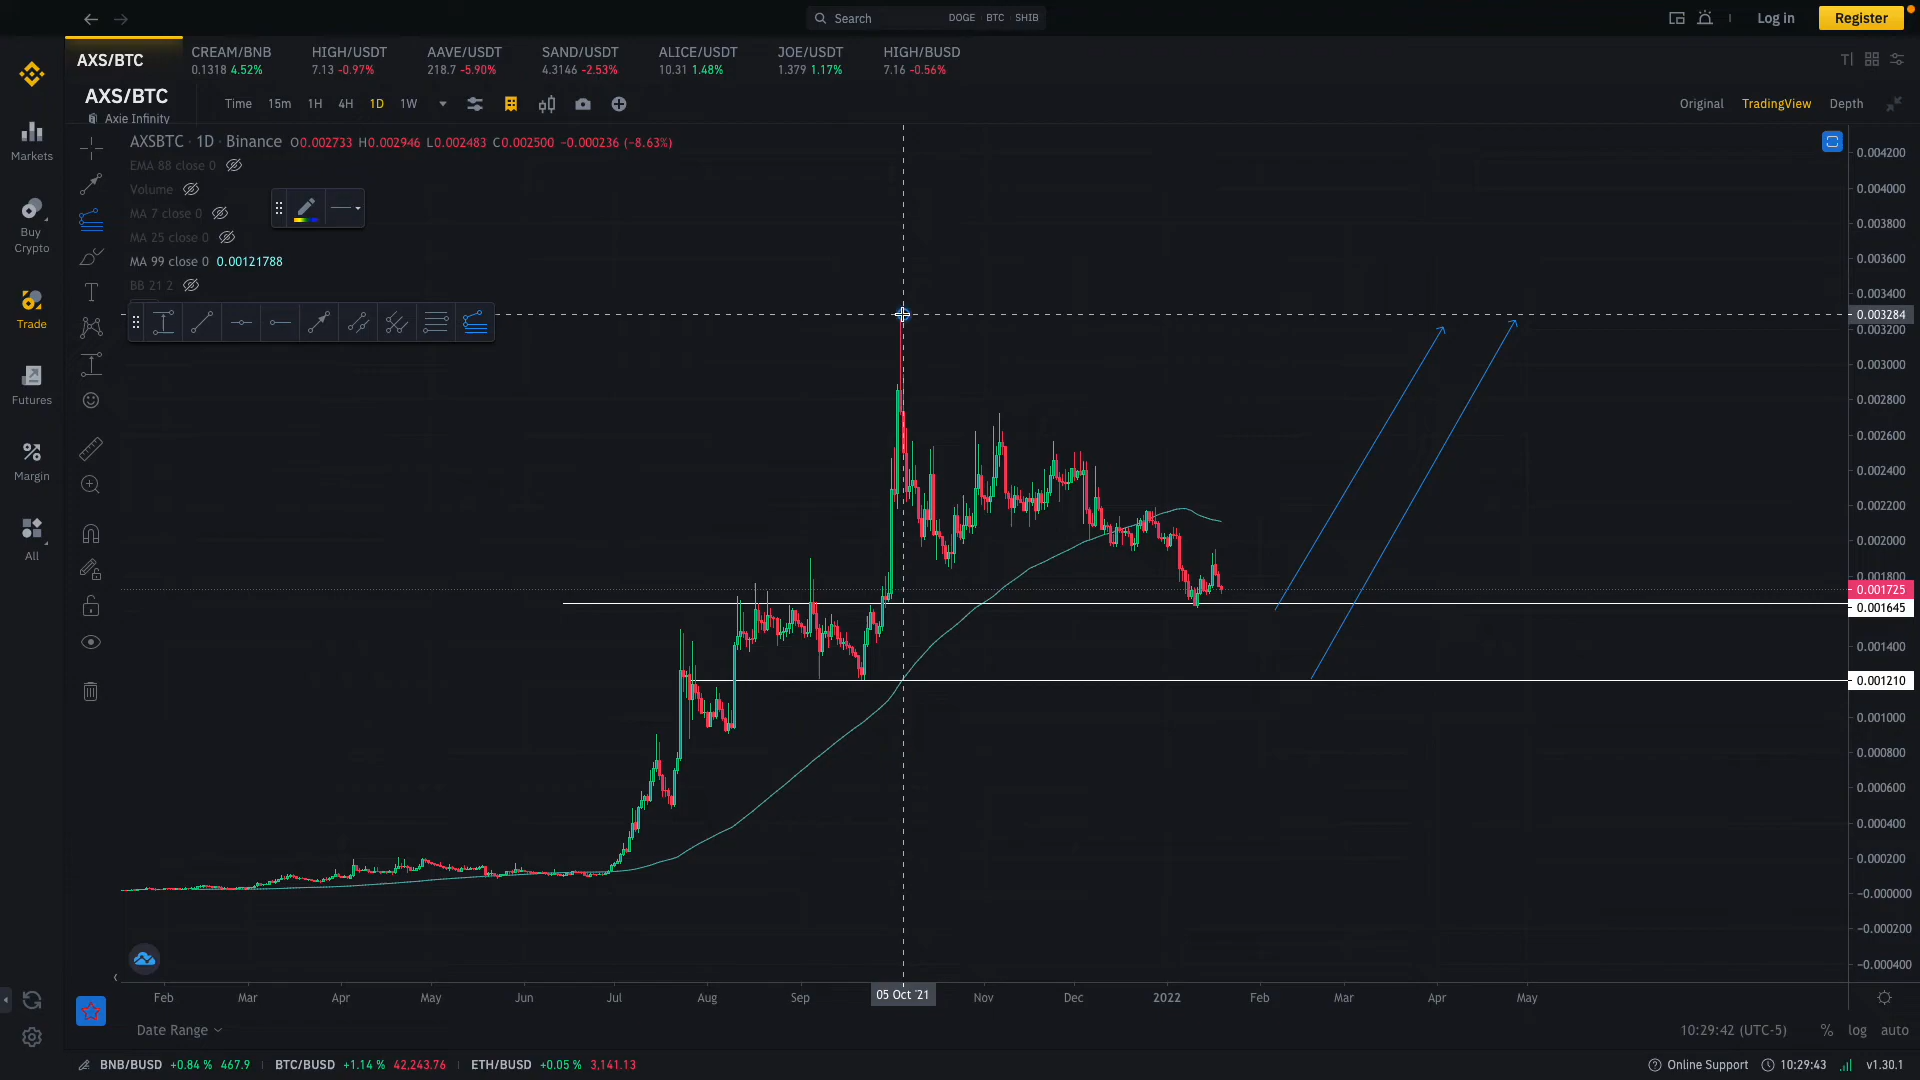 Search DOGE BTC SHIB
Log in
Register
AXS/BTC
CREAM/BNB
0.1318 4.52%
HIGH/USDT
7.13 -0.97%
AAVE/USDT
218.7 -5.90%
SAND/USDT
4.3146 -2.53%
ALICE/USDT
10.31 1.48%
JOE/USDT
1.379 1.17%
HIGH/BUSD
7.16 -0.56%
AXS/BTC
Axie Infinity
Time 15m 1H 4H 1D 1W
Original TradingView Depth
AXSBTC · 1D · Binance O0.002733 H0.002946 L0.002483 C0.002500 −0.000236 (−8.63%)
EMA 88 close 0
Volume
MA 7 close 0
MA 25 close 0
MA 99 close 0 0.00121788
BB 21 2
Markets
Buy
Crypto
Trade
Futures
Margin
All
0.004200
0.004000
0.003800
0.003600
0.003400
0.003284
0.003200
0.003000
0.002800
0.002600
0.002400
0.002200
0.002000
0.001800
0.001725
0.001645
0.001400
0.001210
0.001000
0.000800
0.000600
0.000400
0.000200
−0.000000
−0.000200
−0.000400
Feb Mar Apr May Jun Jul Aug Sep 05 Oct '21 Nov Dec 2022 Feb Mar Apr May
Date Range
10:29:42 (UTC-5) % log auto
BNB/BUSD +0.84 % 467.9
BTC/BUSD +1.14 % 42,243.76
ETH/BUSD +0.05 % 3,141.13
Online Support
10:29:43
v1.30.1